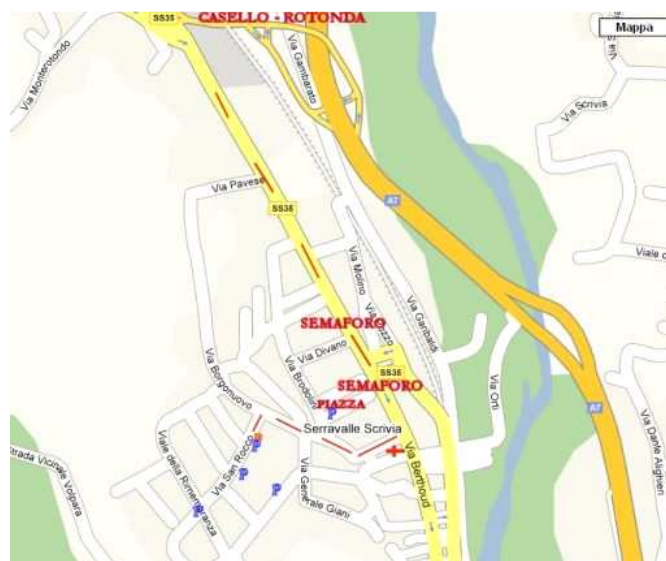 SS35
CASELLO - ROTONDA
Mappa
Via Monterotondo
Via Gambarato
Via Scrivia
Via Pavese
SS35
A7
Via Molino
Via Garibaldi
SEMAFORO
Via Divano
Via Borgonuovo
SS35
SEMAFORO
PIAZZA
Via Orti
Serravalle Scrivia
A7
Via San Rocco
Viale della Rimembranza
Via Generale Giani
Via Berthoud
Via Dante Alighieri
Strada Vicinale Volpara
P
P
P
P
P